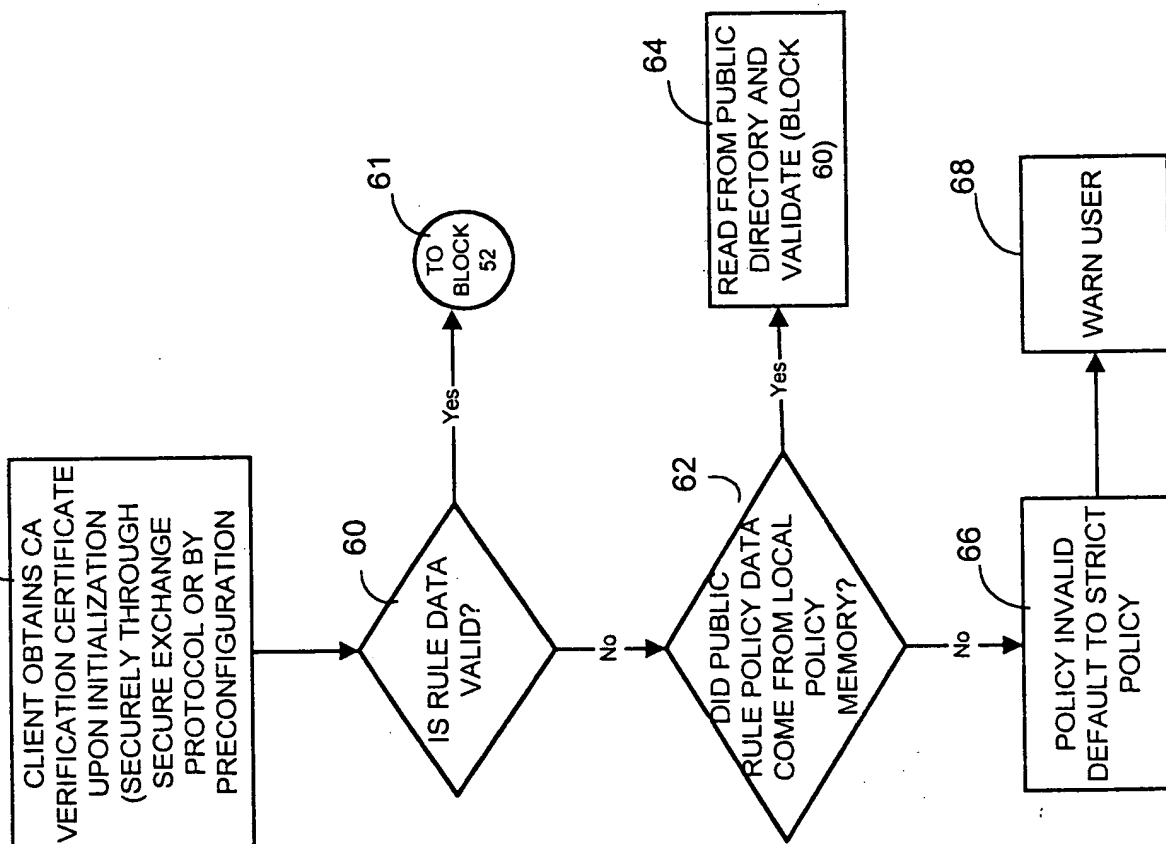 CLIENT OBTAINS CA
VERIFICATION CERTIFICATE
UPON INITIALIZATION
(SECURELY THROUGH
SECURE EXCHANGE
PROTOCOL OR BY
PRECONFIGURATION
60
IS RULE DATA
VALID?
Yes
61
TO
BLOCK
52
No
62
DID PUBLIC
RULE POLICY DATA
COME FROM LOCAL
POLICY
MEMORY?
Yes
64
READ FROM PUBLIC
DIRECTORY AND
VALIDATE (BLOCK
60)
No
66
POLICY INVALID
DEFAULT TO STRICT
POLICY
68
WARN USER